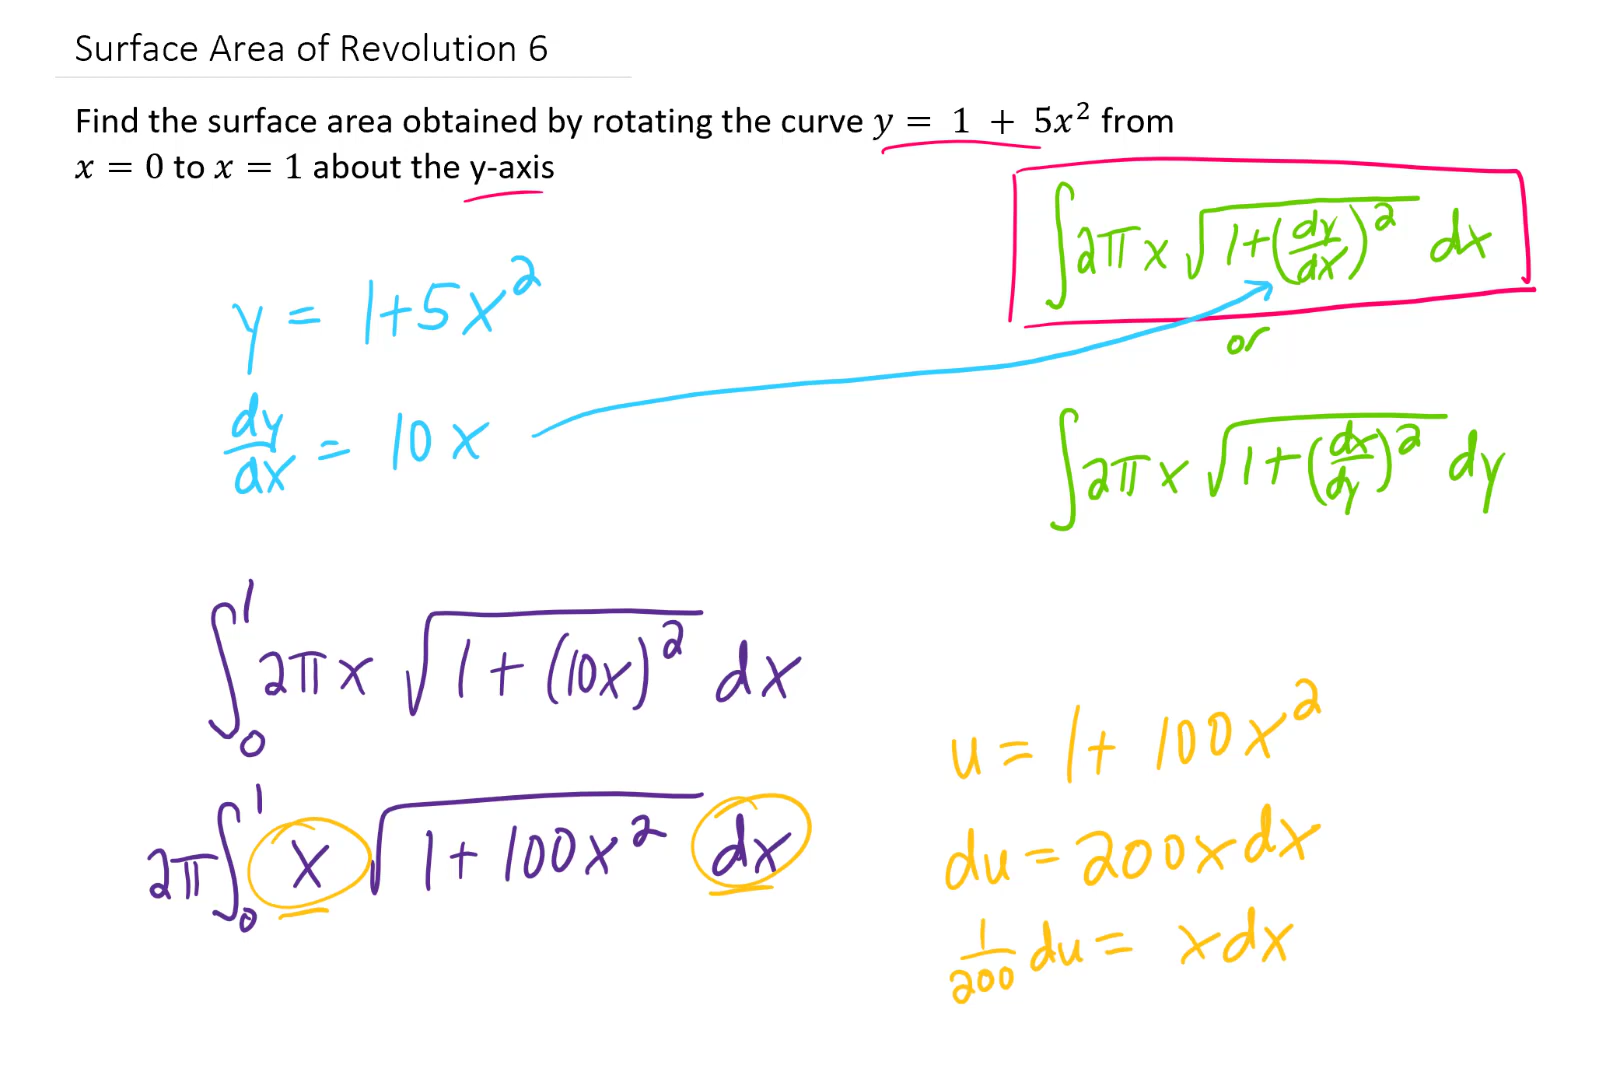 Surface Area of Revolution 6
Find the surface area obtained by rotating the curve y = 1 + 5x² from
x = 0 to x = 1 about the y-axis
∫2πx √(1+(dy/dx)²) dx
or
∫2πx √(1+(dx/dy)²) dy
y = 1+5x²
dy/dx = 10x
∫₀¹ 2πx √(1 + (10x)²) dx
2π∫₀¹ x √(1 + 100x²) dx
u = 1 + 100x²
du = 200xdx
1/200 du = xdx